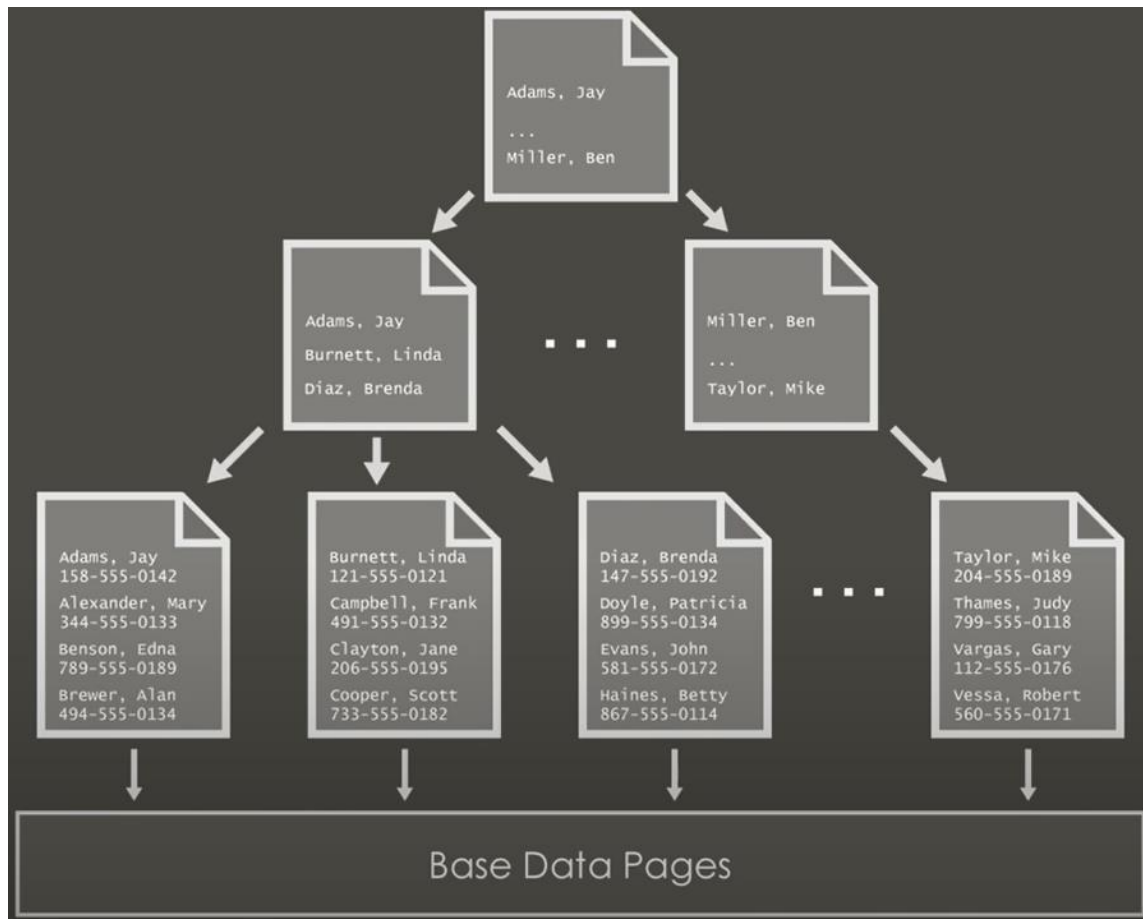 Adams, Jay
...
Miller, Ben
Adams, Jay
Burnett, Linda
Diaz, Brenda
...
Miller, Ben
...
Taylor, Mike
Adams, Jay
158-555-0142
Alexander, Mary
344-555-0133
Benson, Edna
789-555-0189
Brewer, Alan
494-555-0134
Burnett, Linda
121-555-0121
Campbell, Frank
491-555-0132
Clayton, Jane
206-555-0195
Cooper, Scott
733-555-0182
Diaz, Brenda
147-555-0192
Doyle, Patricia
899-555-0134
Evans, John
581-555-0172
Haines, Betty
867-555-0114
...
Taylor, Mike
204-555-0189
Thames, Judy
799-555-0118
Vargas, Gary
112-555-0176
Vessa, Robert
560-555-0171
Base Data Pages